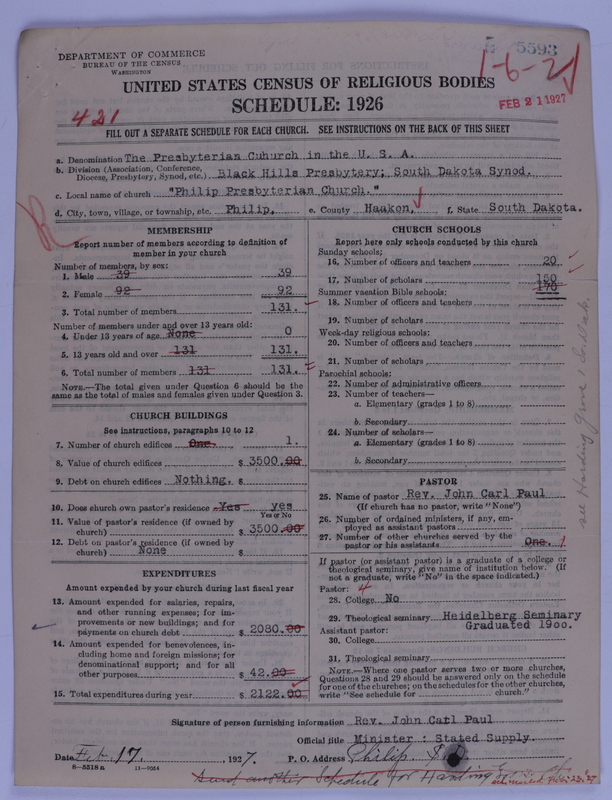 5593
1-6-21
DEPARTMENT OF COMMERCE
BUREAU OF THE CENSUS
WASHINGTON
UNITED STATES CENSUS OF RELIGIOUS BODIES
SCHEDULE: 1926
FEB 21 1927
421
FILL OUT A SEPARATE SCHEDULE FOR EACH CHURCH. SEE INSTRUCTIONS ON THE BACK OF THIS SHEET
a. Denomination The Presbyterian Cuhurch in the U. S. A.
b. Division (Association, Conference, Diocese, Presbytery, Synod, etc.) Black Hills Presbytery; South Dakota Synod.
c. Local name of church "Philip Presbyterian Church."
d. City, town, village, or township, etc. Philip, e. County Haakon, f. State South Dakota.
MEMBERSHIP
Report number of members according to definition of
member in your church
Number of members, by sex:
1. Male 39 39
2. Female 92 92
3. Total number of members 131.
Number of members under and over 13 years old:
4. Under 13 years of age None 0
5. 13 years old and over 131 131.
6. Total number of members 131 131.
NOTE.—The total given under Question 6 should be
same as the total of males and females given under Question 3.
CHURCH BUILDINGS
See instructions, paragraphs 10 to 12
7. Number of church edifices One. 1.
8. Value of church edifices $ 3500.00
9. Debt on church edifices Nothing. $
10. Does church own pastor's residence Yes yes
Yes or No
11. Value of pastor's residence (if owned by
church) $ 3500.00
12. Debt on pastor's residence (if owned by
church) None $
EXPENDITURES
Amount expended by your church during last fiscal year
13. Amount expended for salaries, repairs,
and other running expenses; for im-
provements or new buildings; and for
payments on church debt $ 2080.00
14. Amount expended for benevolences, in-
cluding home and foreign missions; for
denominational support; and for all
other purposes $ 42.00
15. Total expenditures during year $ 2122.00
CHURCH SCHOOLS
Report here only schools conducted by this church
Sunday schools:
16. Number of officers and teachers 20.
17. Number of scholars 150
170
Summer vacation Bible schools:
18. Number of officers and teachers
19. Number of scholars
Week-day religious schools:
20. Number of officers and teachers
21. Number of scholars
Parochial schools:
22. Number of administrative officers
23. Number of teachers—
a. Elementary (grades 1 to 8)
b. Secondary
24. Number of scholars—
a. Elementary (grades 1 to 8)
b. Secondary
PASTOR
25. Name of pastor Rev. John Carl Paul
(If church has no pastor, write "None")
26. Number of ordained ministers, if any, em-
ployed as assistant pastors
27. Number of other churches served by the
pastor or his assistants One. 1
If pastor (or assistant pastor) is a graduate of a college or
theological seminary, give name of institution below. (If
not a graduate, write "No" in the space indicated.)
Pastor: 4
28. College No
29. Theological seminary Heidelberg Seminary
Graduated 19oo.
Assistant pastor:
30. College
31. Theological seminary
NOTE.—Where one pastor serves two or more churches,
Questions 28 and 29 should be answered only on the schedule
for one of the churches; on the schedules for the other churches,
write "See schedule for church."
see Harding Grove
Signature of person furnishing information Rev. John Catl Paul
Official title Minister : Stated Supply.
Date Feb 17, 1927. P. O. Address Philip. S
8—5518 a 11—9054
Send another Schedule for Harding